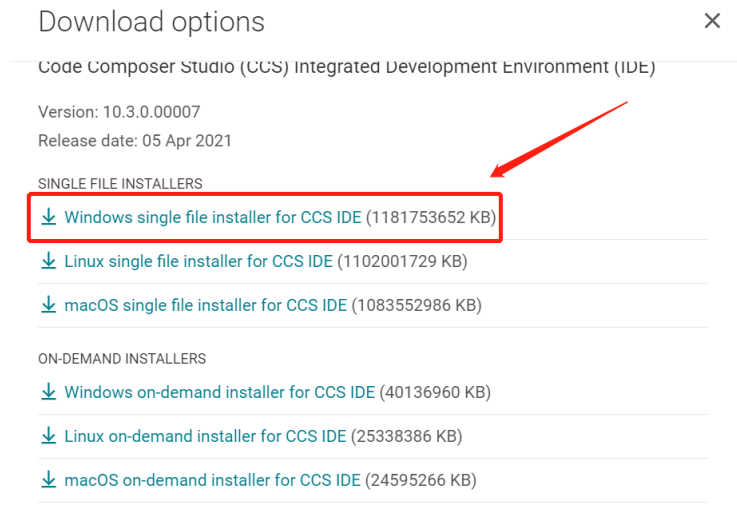 Download options
Code Composer Studio (CCS) Integrated Development Environment (IDE)
Version: 10.3.0.00007
Release date: 05 Apr 2021
SINGLE FILE INSTALLERS
Windows single file installer for CCS IDE (1181753652 KB)
Linux single file installer for CCS IDE (1102001729 KB)
macOS single file installer for CCS IDE (1083552986 KB)
ON-DEMAND INSTALLERS
Windows on-demand installer for CCS IDE (40136960 KB)
Linux on-demand installer for CCS IDE (25338386 KB)
macOS on-demand installer for CCS IDE (24595266 KB)